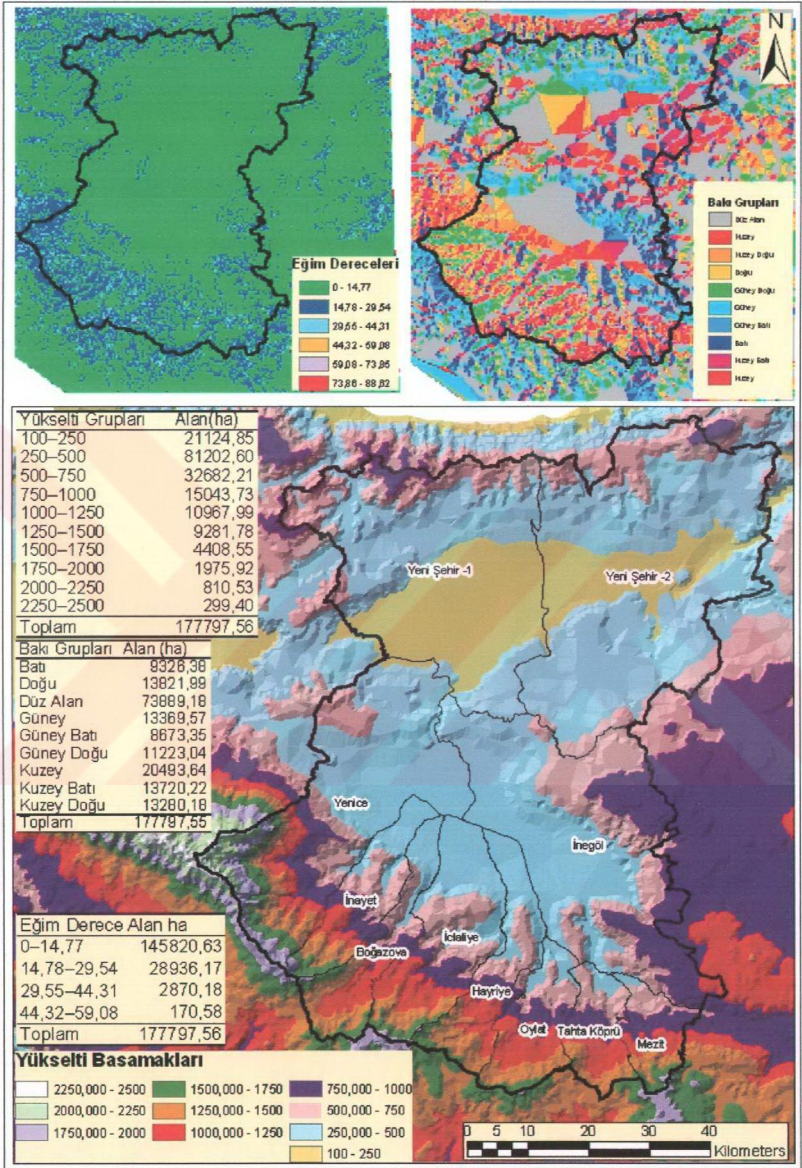 N
Eğim Dereceleri
0 - 14,77
14,78 - 29,54
29,55 - 44,31
44,32 - 59,08
59,08 - 73,85
73,86 - 88,62
Bakı Grupları
Düz Alan
Kuzey
Kuzey Doğu
Doğu
Güney Doğu
Güney
Güney Batı
Batı
Kuzey Batı
Kuzey
Yükselti Grupları Alan(ha)
100–250 21124,85
250–500 81202,60
500–750 32682,21
750–1000 15043,73
1000–1250 10967,99
1250–1500 9281,78
1500–1750 4408,55
1750–2000 1975,92
2000–2250 810,53
2250–2500 299,40
Toplam 177797,56
Bakı Grupları Alan (ha)
Batı 9326,38
Doğu 13821,99
Düz Alan 73889,18
Güney 13369,57
Güney Batı 8673,35
Güney Doğu 11223,04
Kuzey 20493,64
Kuzey Batı 13720,22
Kuzey Doğu 13280,18
Toplam 177797,55
Eğim Derece Alan ha
0–14,77 145820,63
14,78–29,54 28936,17
29,55–44,31 2870,18
44,32–59,08 170,58
Toplam 177797,56
Yeni Şehir -1
Yeni Şehir -2
Yenice
İnegöl
İnayet
İclaliye
Boğazova
Hayriye
Oylat
Tahta Köprü
Mezit
Yükselti Basamakları
2250,000 - 2500
2000,000 - 2250
1750,000 - 2000
1500,000 - 1750
1250,000 - 1500
1000,000 - 1250
750,000 - 1000
500,000 - 750
250,000 - 500
100 - 250
0 5 10 20 30 40
Kilometers